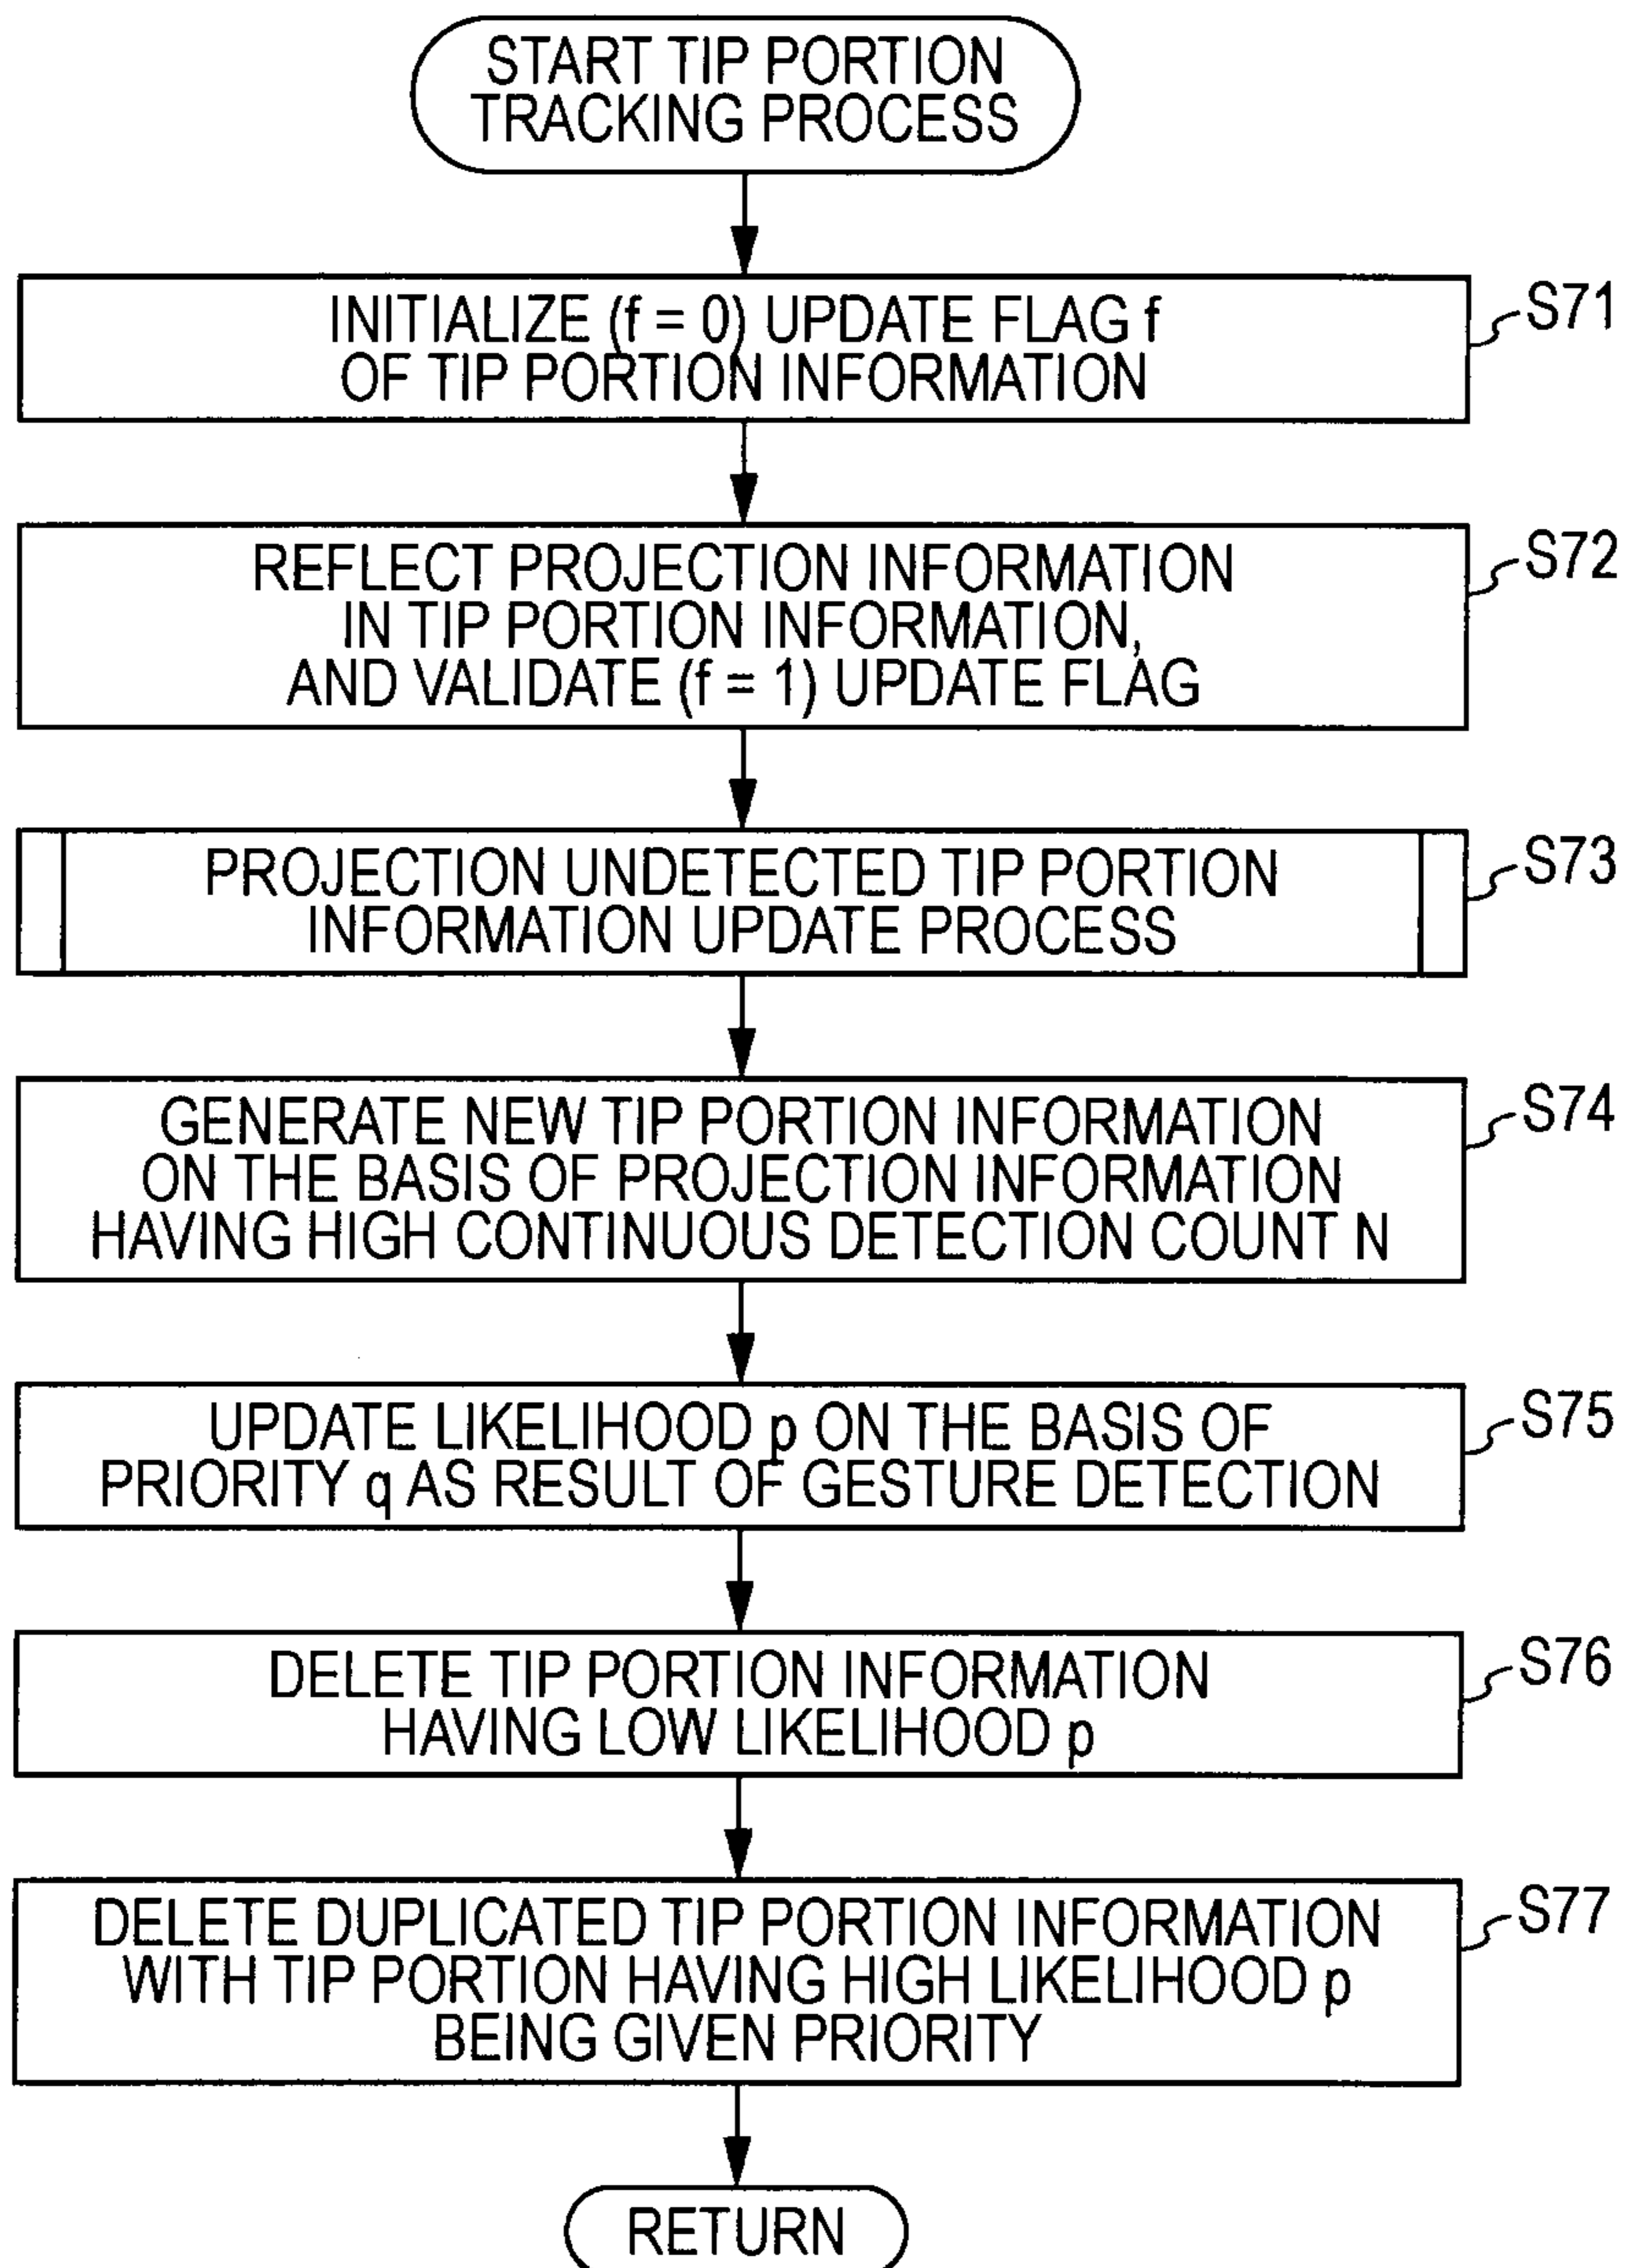 START TIP PORTION
TRACKING PROCESS
INITIALIZE (f = 0) UPDATE FLAG f
OF TIP PORTION INFORMATION
S71
REFLECT PROJECTION INFORMATION
IN TIP PORTION INFORMATION,
AND VALIDATE (f = 1) UPDATE FLAG
S72
PROJECTION UNDETECTED TIP PORTION
INFORMATION UPDATE PROCESS
S73
GENERATE NEW TIP PORTION INFORMATION
ON THE BASIS OF PROJECTION INFORMATION
HAVING HIGH CONTINUOUS DETECTION COUNT N
S74
UPDATE LIKELIHOOD p ON THE BASIS OF
PRIORITY q AS RESULT OF GESTURE DETECTION
S75
DELETE TIP PORTION INFORMATION
HAVING LOW LIKELIHOOD p
S76
DELETE DUPLICATED TIP PORTION INFORMATION
WITH TIP PORTION HAVING HIGH LIKELIHOOD p
BEING GIVEN PRIORITY
S77
RETURN